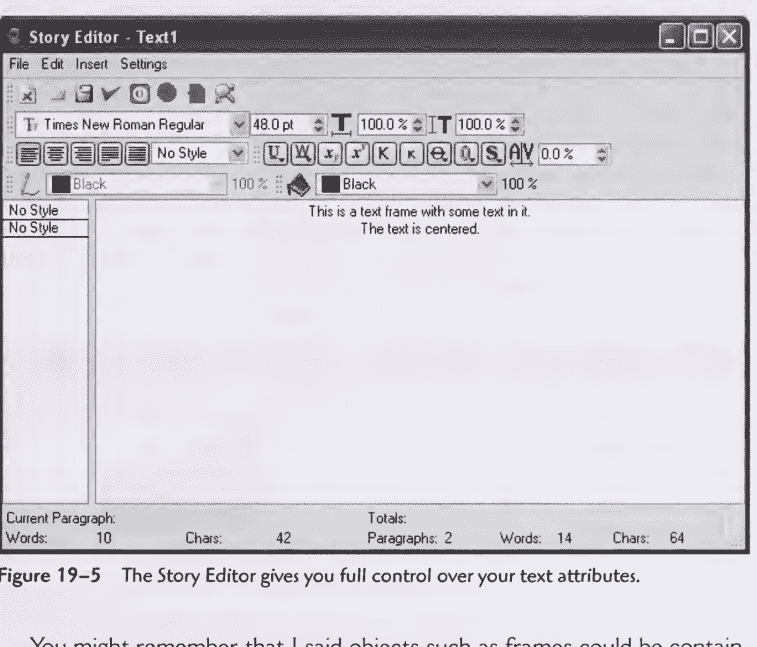 Story Editor - Text1
File Edit Insert Settings
Times New Roman Regular 48.0 pt 100.0 % 100.0 %
No Style 0.0 %
Black 100 % Black 100 %
No Style
No Style
This is a text frame with some text in it.
The text is centered.
Current Paragraph: Totals:
Words: 10 Chars: 42 Paragraphs: 2 Words: 14 Chars: 64
Figure 19–5 The Story Editor gives you full control over your text attributes.
You might remember that I said objects such as frames could be contain